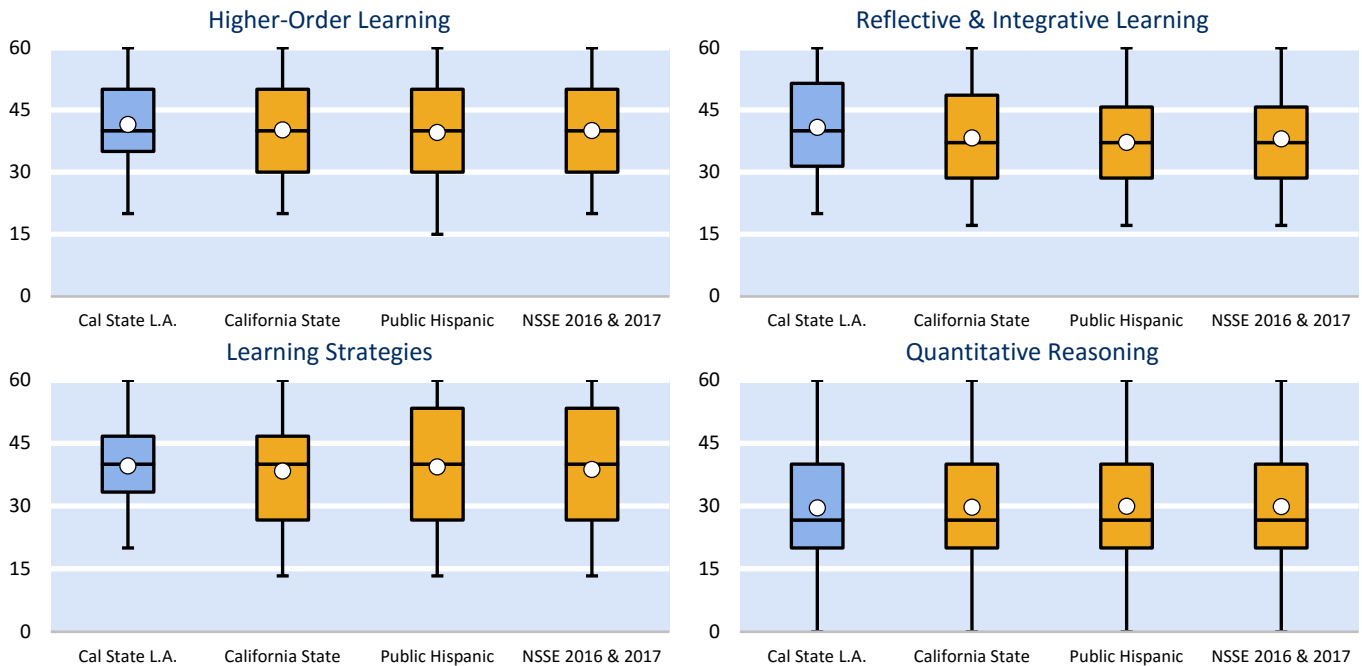 Higher-Order Learning
60
45
30
15
0
Cal State L.A. California State Public Hispanic NSSE 2016 & 2017
Reflective & Integrative Learning
60
45
30
15
0
Cal State L.A. California State Public Hispanic NSSE 2016 & 2017
Learning Strategies
60
45
30
15
0
Cal State L.A. California State Public Hispanic NSSE 2016 & 2017
Quantitative Reasoning
60
45
30
15
0
Cal State L.A. California State Public Hispanic NSSE 2016 & 2017